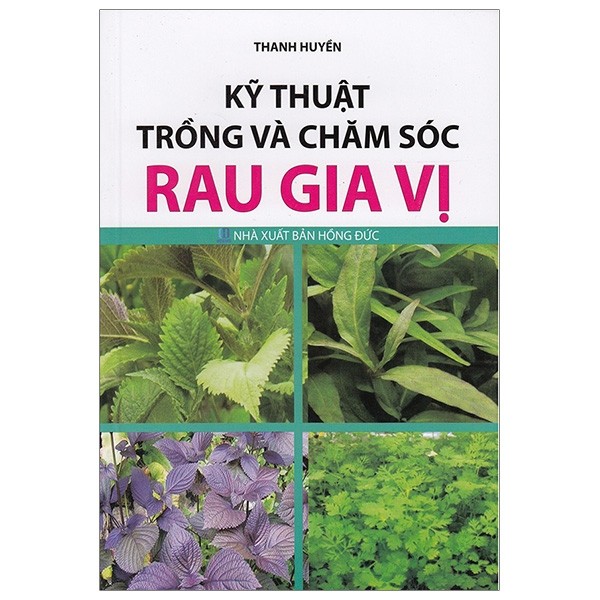 THANH HUYỀN
KỸ THUẬT
TRỒNG VÀ CHĂM SÓC
RAU GIA VỊ
NHÀ XUẤT BẢN HỒNG ĐỨC